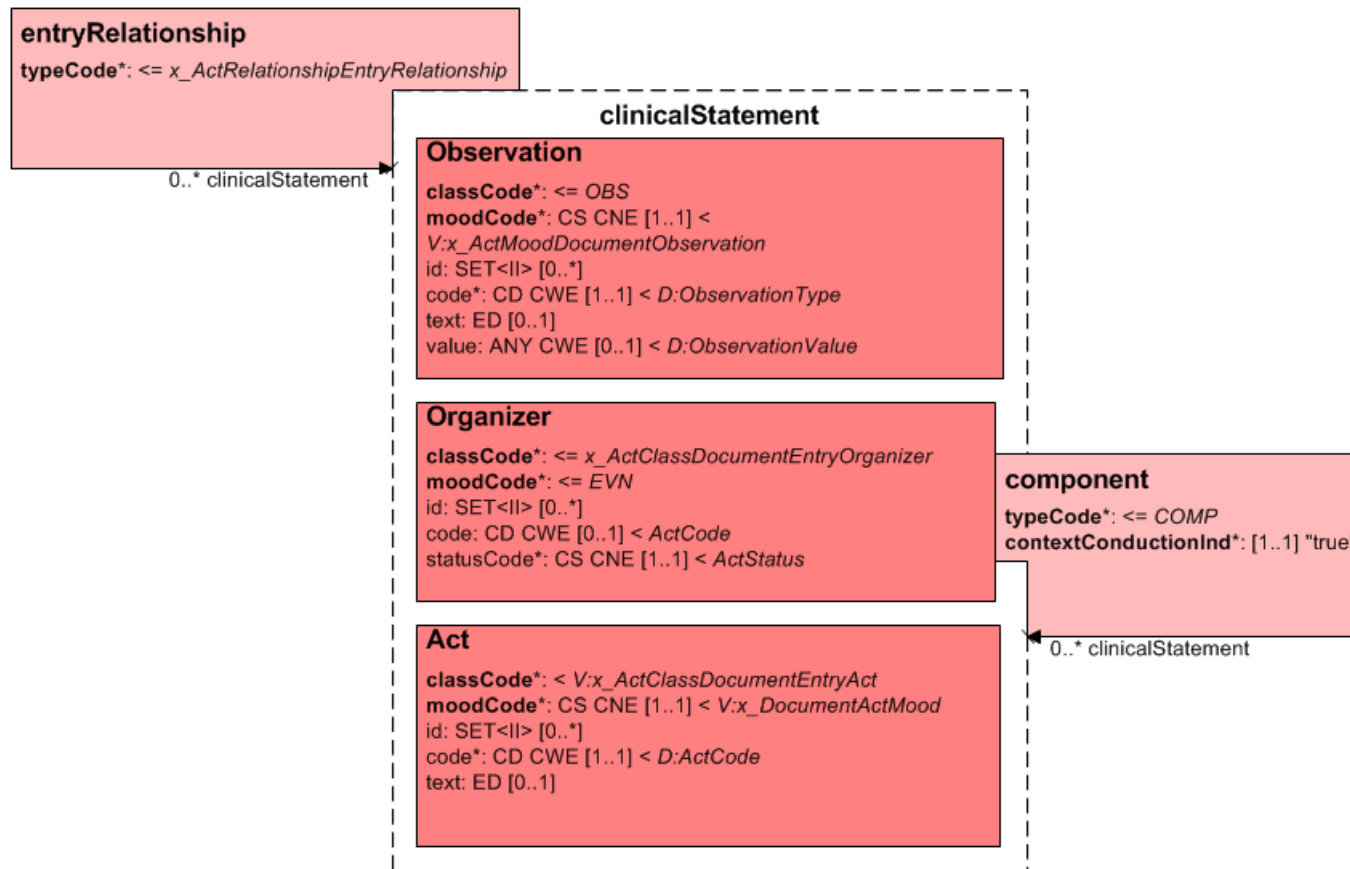 entryRelationship
typeCode*: <= x_ActRelationshipEntryRelationship
0..* clinicalStatement
clinicalStatement
Observation
classCode*: <= OBS
moodCode*: CS CNE [1..1] <
V:x_ActMoodDocumentObservation
id: SET<II> [0..*]
code*: CD CWE [1..1] < D:ObservationType
text: ED [0..1]
value: ANY CWE [0..1] < D:ObservationValue
Organizer
classCode*: <= x_ActClassDocumentEntryOrganizer
moodCode*: <= EVN
id: SET<II> [0..*]
code: CD CWE [0..1] < ActCode
statusCode*: CS CNE [1..1] < ActStatus
component
typeCode*: <= COMP
contextConductionInd*: [1..1] "true
0..* clinicalStatement
Act
classCode*: < V:x_ActClassDocumentEntryAct
moodCode*: CS CNE [1..1] < V:x_DocumentActMood
id: SET<II> [0..*]
code*: CD CWE [1..1] < D:ActCode
text: ED [0..1]